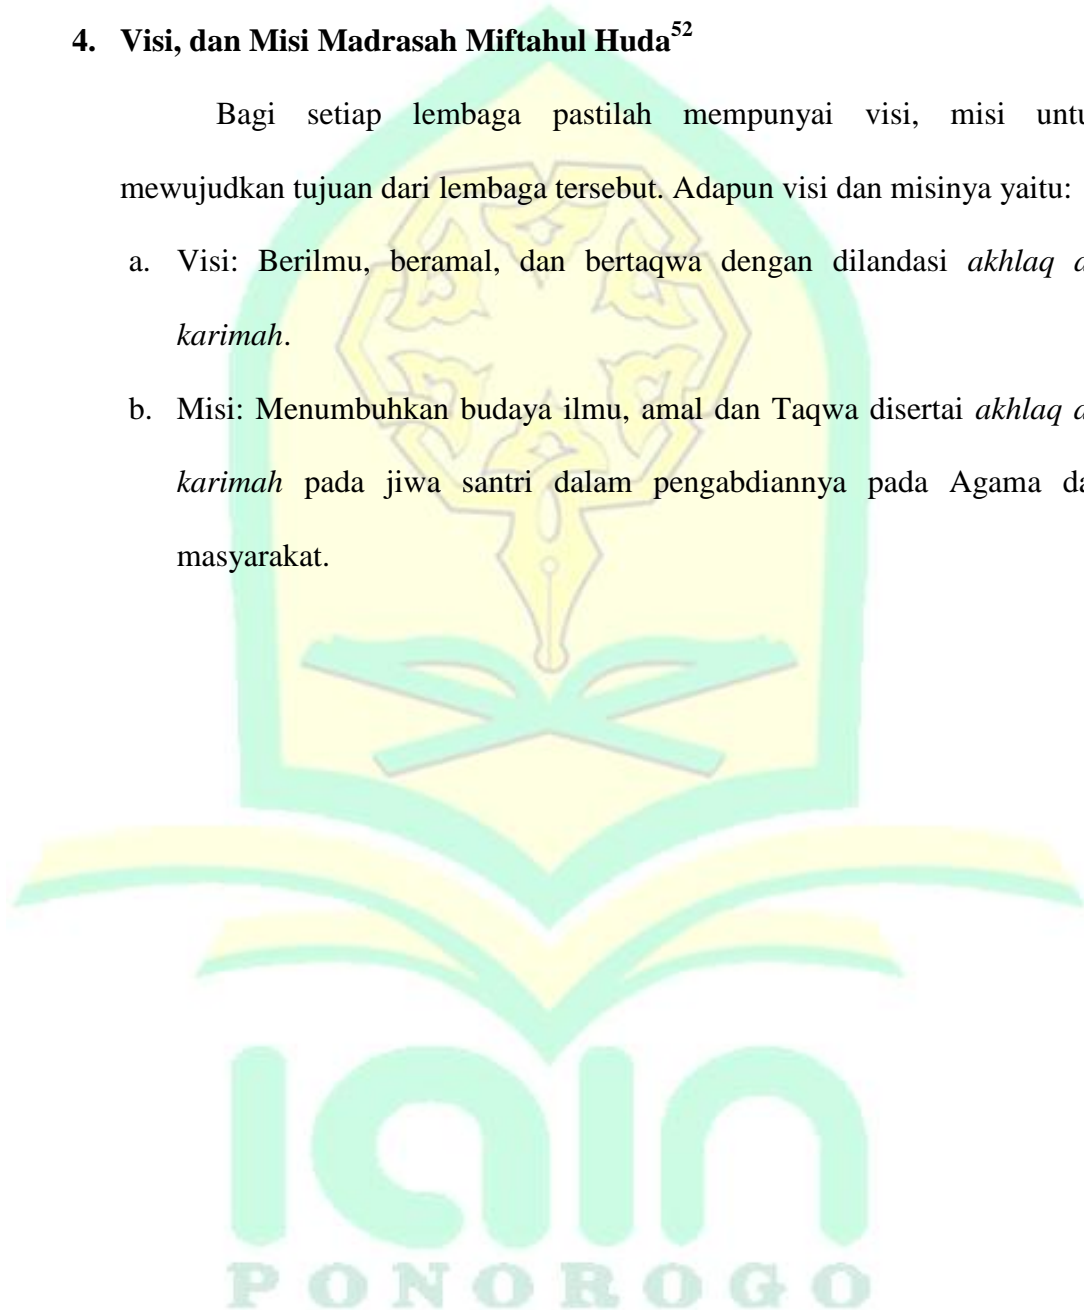 4. Visi, dan Misi Madrasah Miftahul Huda52
Bagi setiap lembaga pastilah mempunyai visi, misi untu
mewujudkan tujuan dari lembaga tersebut. Adapun visi dan misinya yaitu:
a. Visi: Berilmu, beramal, dan bertaqwa dengan dilandasi akhlaq a
karimah.
b. Misi: Menumbuhkan budaya ilmu, amal dan Taqwa disertai akhlaq a
karimah pada jiwa santri dalam pengabdiannya pada Agama da
masyarakat.
iain
PONOROGO